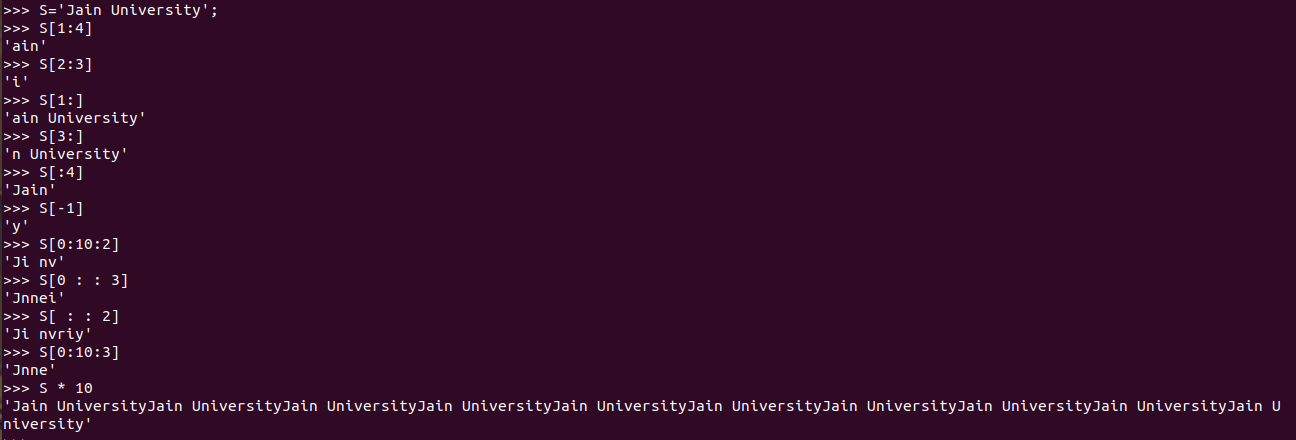 >>> S='Jain University';
>>> S[1:4]
'ain'
>>> S[2:3]
'i'
>>> S[1:]
'ain University'
>>> S[3:]
'n University'
>>> S[:4]
'Jain'
>>> S[-1]
'y'
>>> S[0:10:2]
'Ji nv'
>>> S[0 : : 3]
'Jnnei'
>>> S[ : : 2]
'Ji nvriy'
>>> S[0:10:3]
'Jnne'
>>> S * 10
'Jain UniversityJain UniversityJain UniversityJain UniversityJain UniversityJain UniversityJain UniversityJain UniversityJain UniversityJain U
niversity'